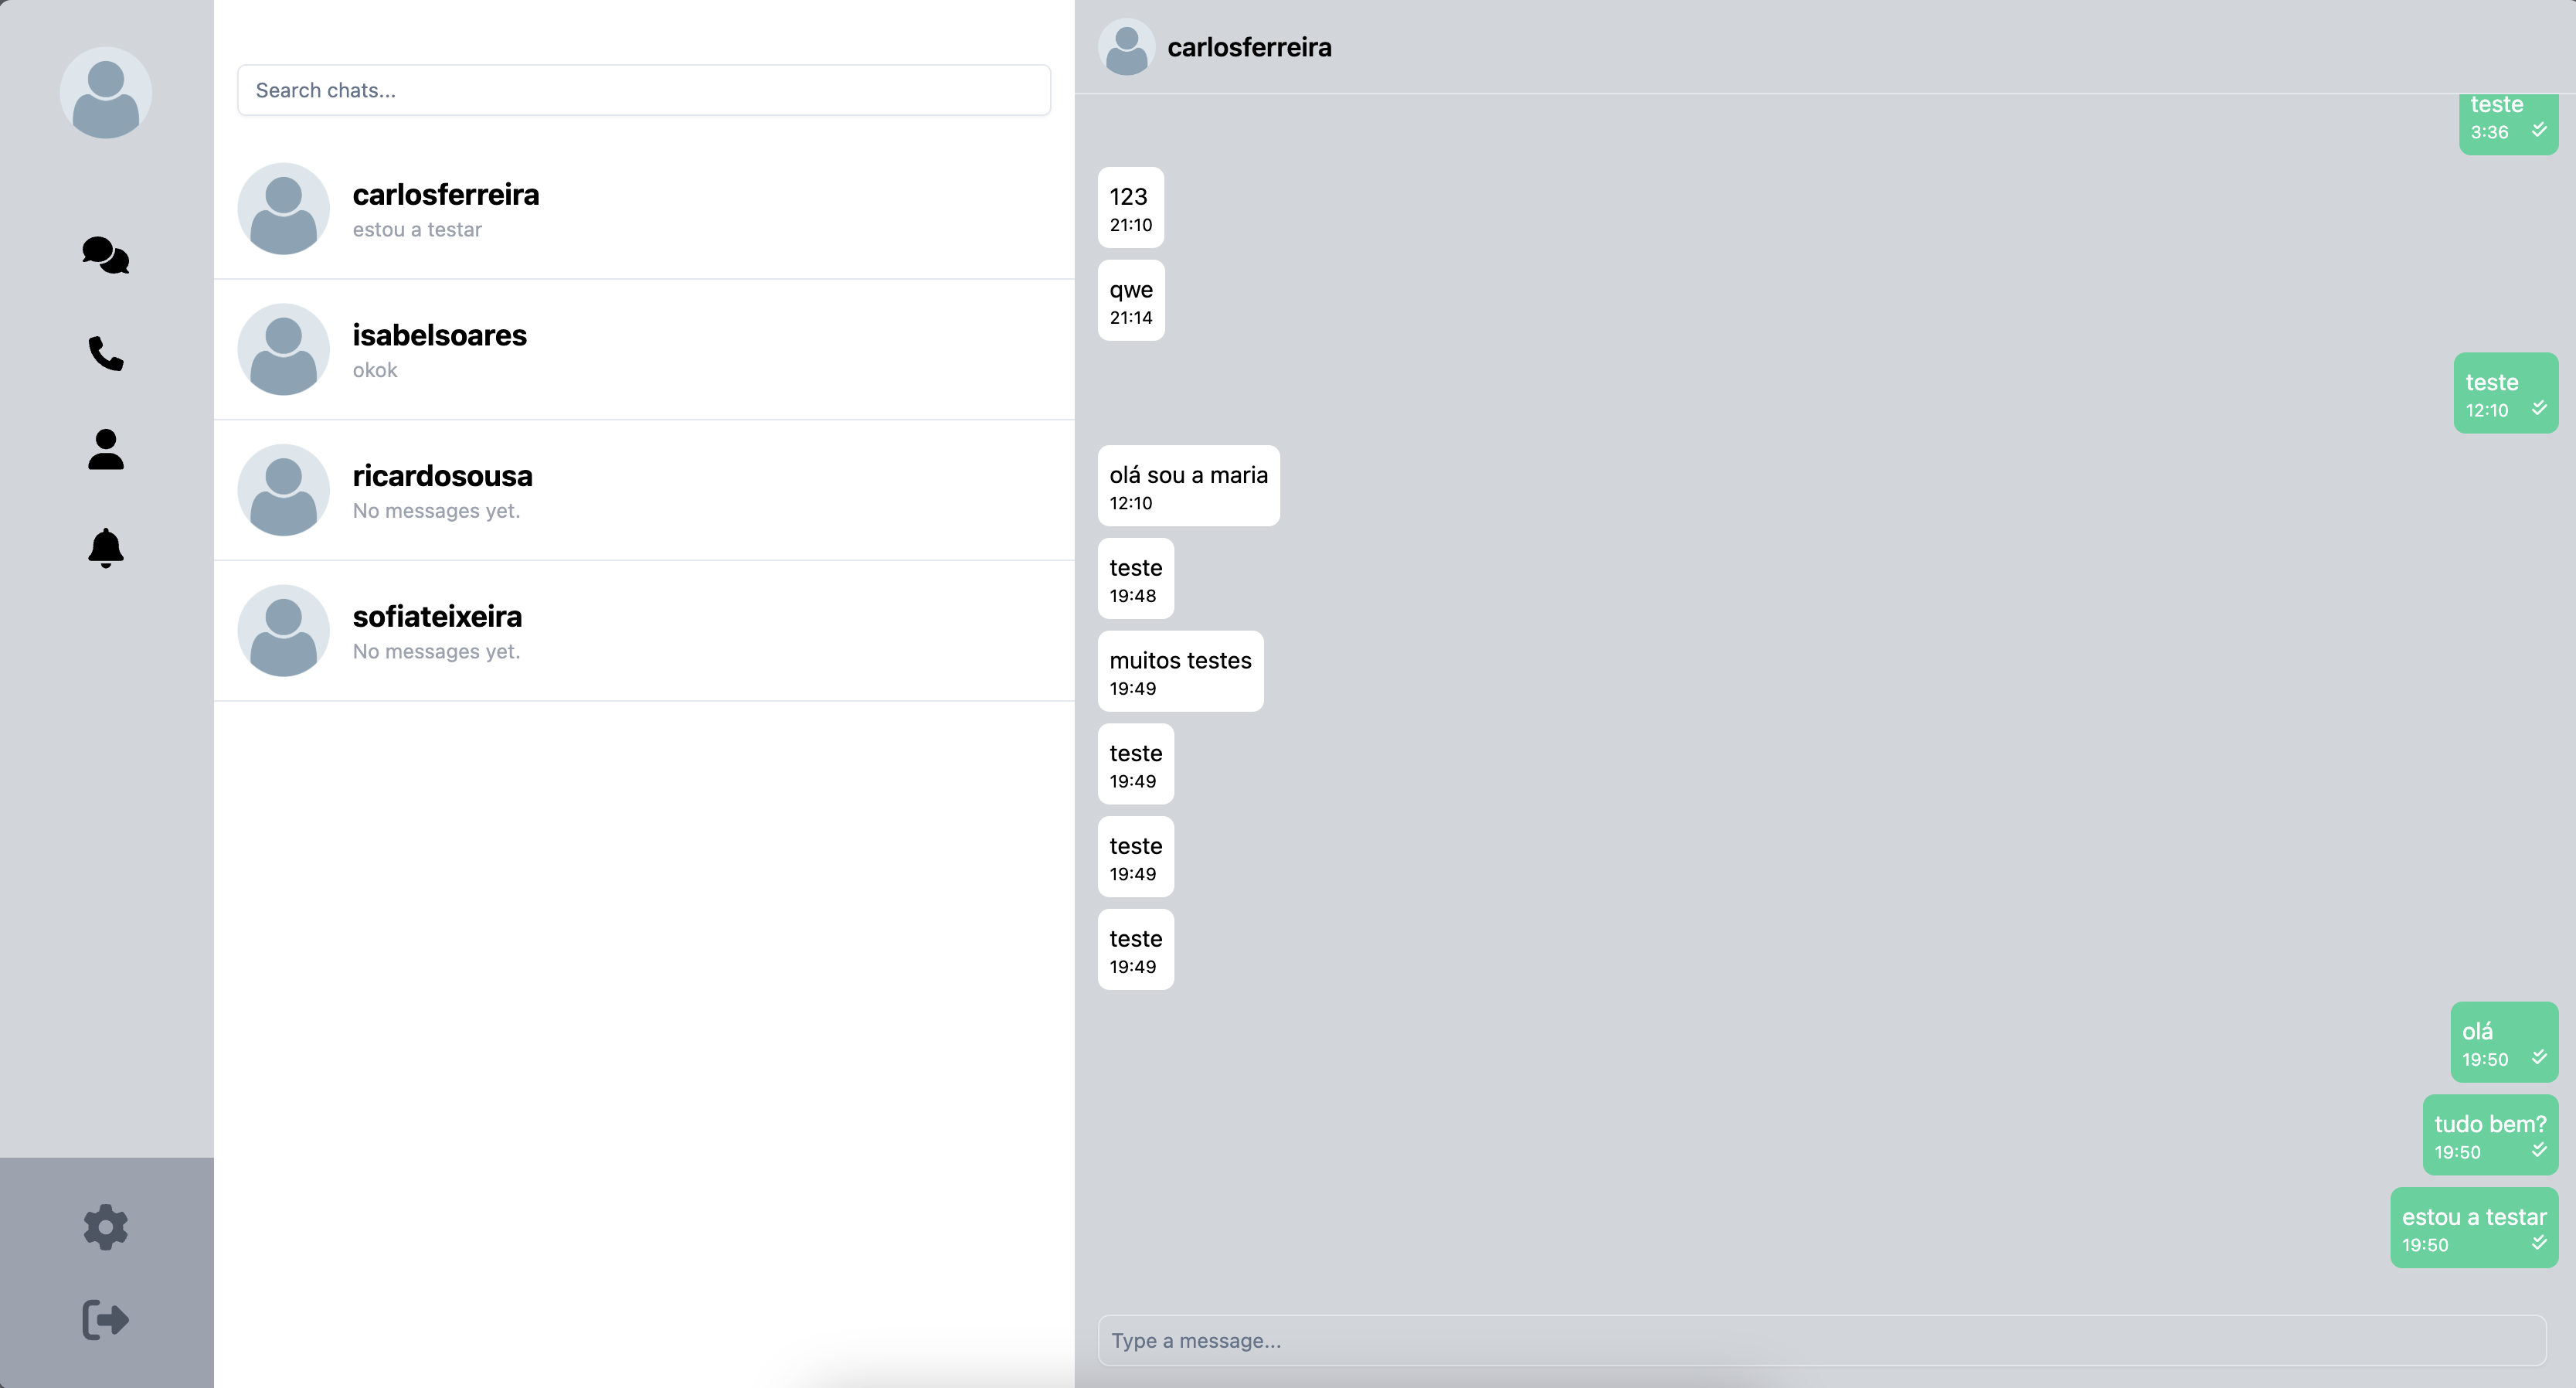 Search chats...
carlosferreira
estou a testar
isabelsoares
okok
ricardosousa
No messages yet.
sofiateixeira
No messages yet.
carlosferreira
teste
3:36
123
21:10
qwe
21:14
teste
12:10
olá sou a maria
12:10
teste
19:48
muitos testes
19:49
teste
19:49
teste
19:49
teste
19:49
olá
19:50
tudo bem?
19:50
estou a testar
19:50
Type a message...